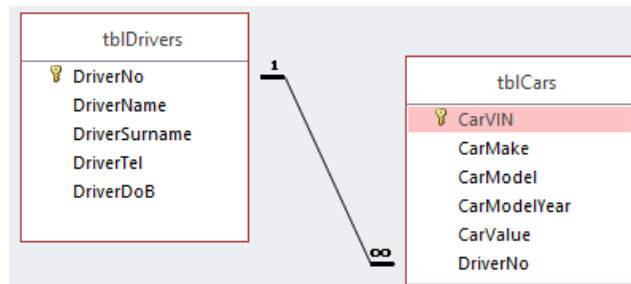 tblDrivers
DriverNo
DriverName
DriverSurname
DriverTel
DriverDoB
1
∞
tblCars
CarVIN
CarMake
CarModel
CarModelYear
CarValue
DriverNo